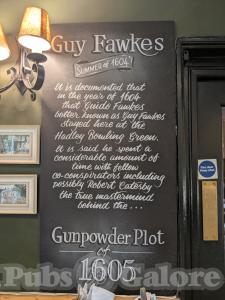 Guy Fawkes
SUMMER of 1604?
It is documented that
in the year of 1604
that Guido Fawkes
better known as Guy Fawkes
stayed here at the
Hadley Bowling Green.
It is said he spent a
considerable amount of
time with fellow
co-conspirators including
possibly Robert Catesby
the true mastermind
behind the...
Gunpowder Plot
of
1605
Pubs Galore